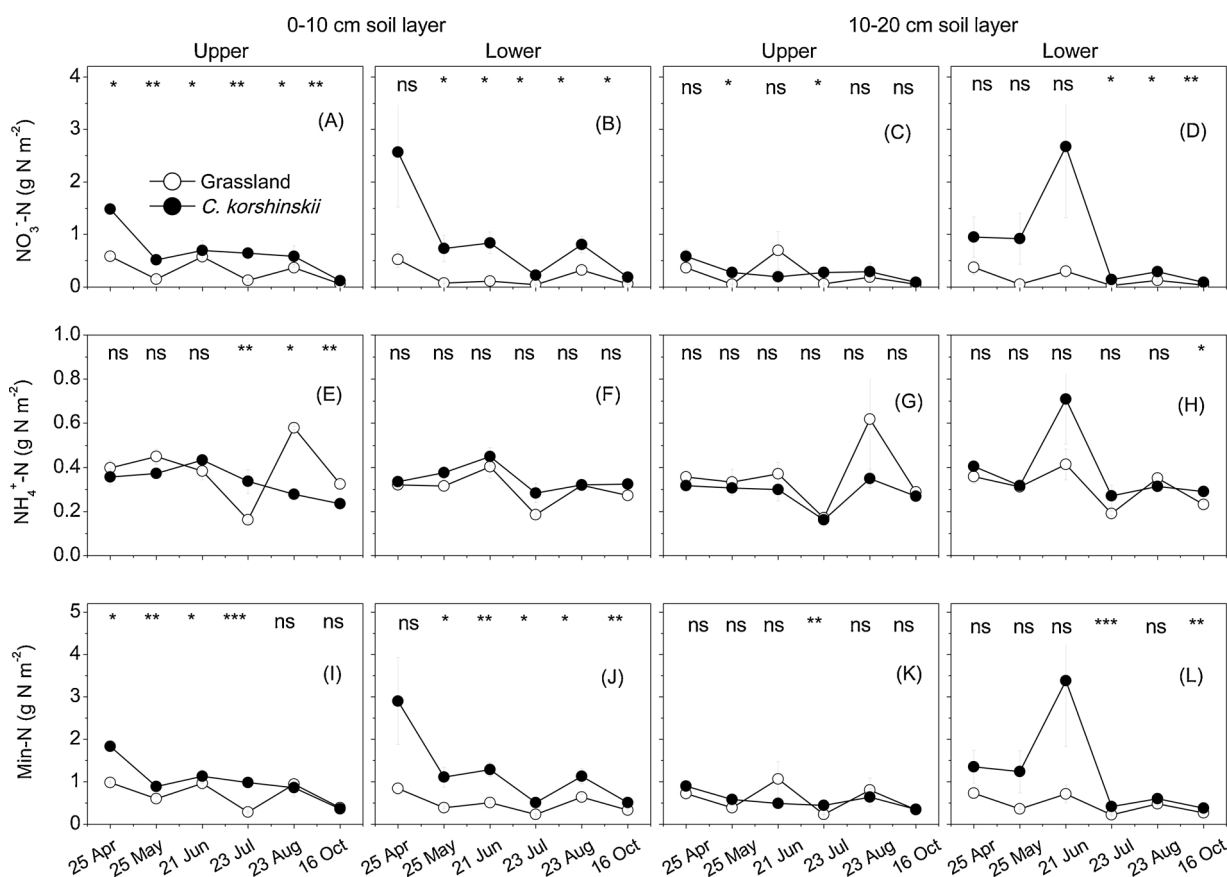 0-10 cm soil layer 10-20 cm soil layer
Upper Lower Upper Lower
NO₃⁻-N (g N m⁻²)
4
3
2
1
0
* ** * ** * **
(A)
Grassland
C. korshinskii
ns * * * * *
(B)
ns * ns * ns ns
(C)
ns ns ns * * **
(D)
NH₄⁺-N (g N m⁻²)
1.0
0.8
0.6
0.4
0.2
0.0
ns ns ns ** * **
(E)
ns ns ns ns ns ns
(F)
ns ns ns ns ns ns
(G)
ns ns ns ns ns *
(H)
Min-N (g N m⁻²)
5
4
3
2
1
0
* ** * *** ns ns
(I)
ns * ** * * **
(J)
ns ns ns ** ns ns
(K)
ns ns ns *** ns **
(L)
25 Apr 25 May 21 Jun 23 Jul 23 Aug 16 Oct
25 Apr 25 May 21 Jun 23 Jul 23 Aug 16 Oct
25 Apr 25 May 21 Jun 23 Jul 23 Aug 16 Oct
25 Apr 25 May 21 Jun 23 Jul 23 Aug 16 Oct